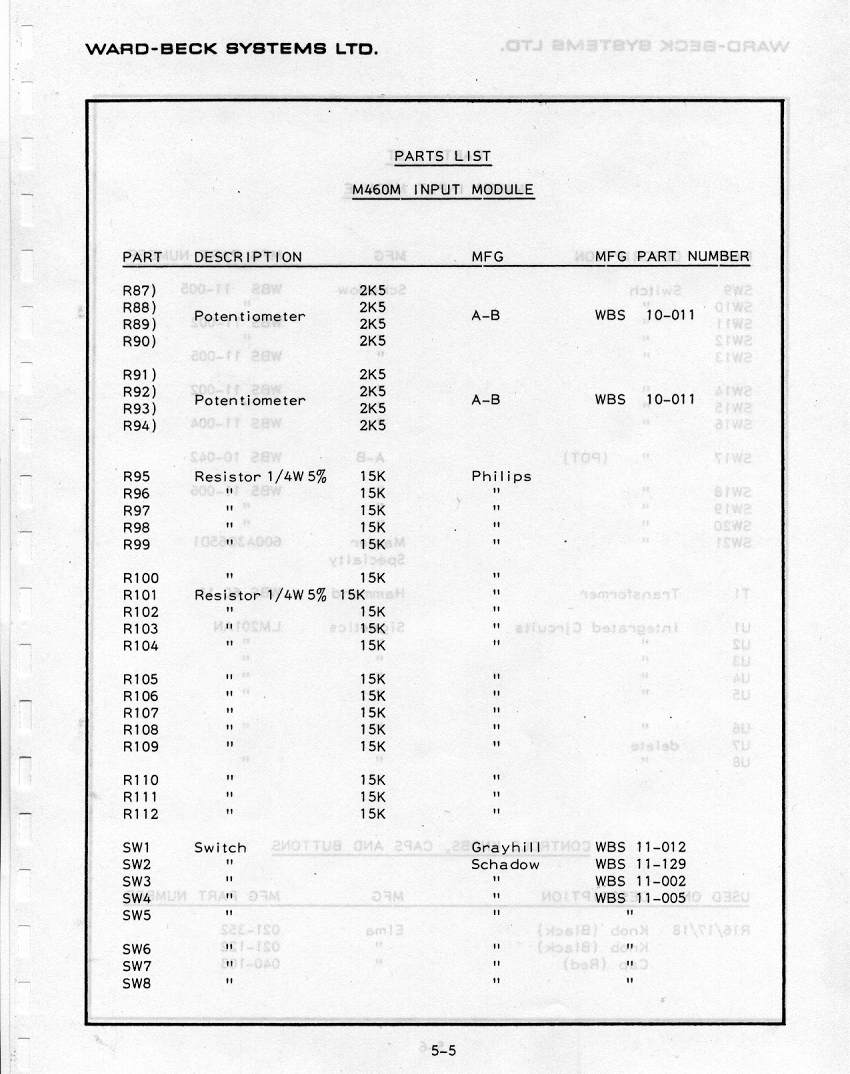 WARD-BECK SYSTEMS LTD.
PARTS LIST
M460M INPUT MODULE
PART DESCRIPTION MFG MFG PART NUMBER
R87) 2K5
R88) 2K5
Potentiometer A-B WBS 10-011
R89) 2K5
R90) 2K5
R91) 2K5
R92) 2K5
Potentiometer A-B WBS 10-011
R93) 2K5
R94) 2K5
R95 Resistor 1/4W 5% 15K Philips
R96 " 15K "
R97 " 15K "
R98 " 15K "
R99 " 15K "
R100 " 15K "
R101 Resistor 1/4W 5% 15K "
R102 " 15K "
R103 " 15K "
R104 " 15K "
R105 " 15K "
R106 " 15K "
R107 " 15K "
R108 " 15K "
R109 " 15K "
R110 " 15K "
R111 " 15K "
R112 " 15K "
SW1 Switch Grayhill WBS 11-012
SW2 " Schadow WBS 11-129
SW3 " " WBS 11-002
SW4 " " WBS 11-005
SW5 " " "
SW6 " " "
SW7 " " "
SW8 " " "
5-5